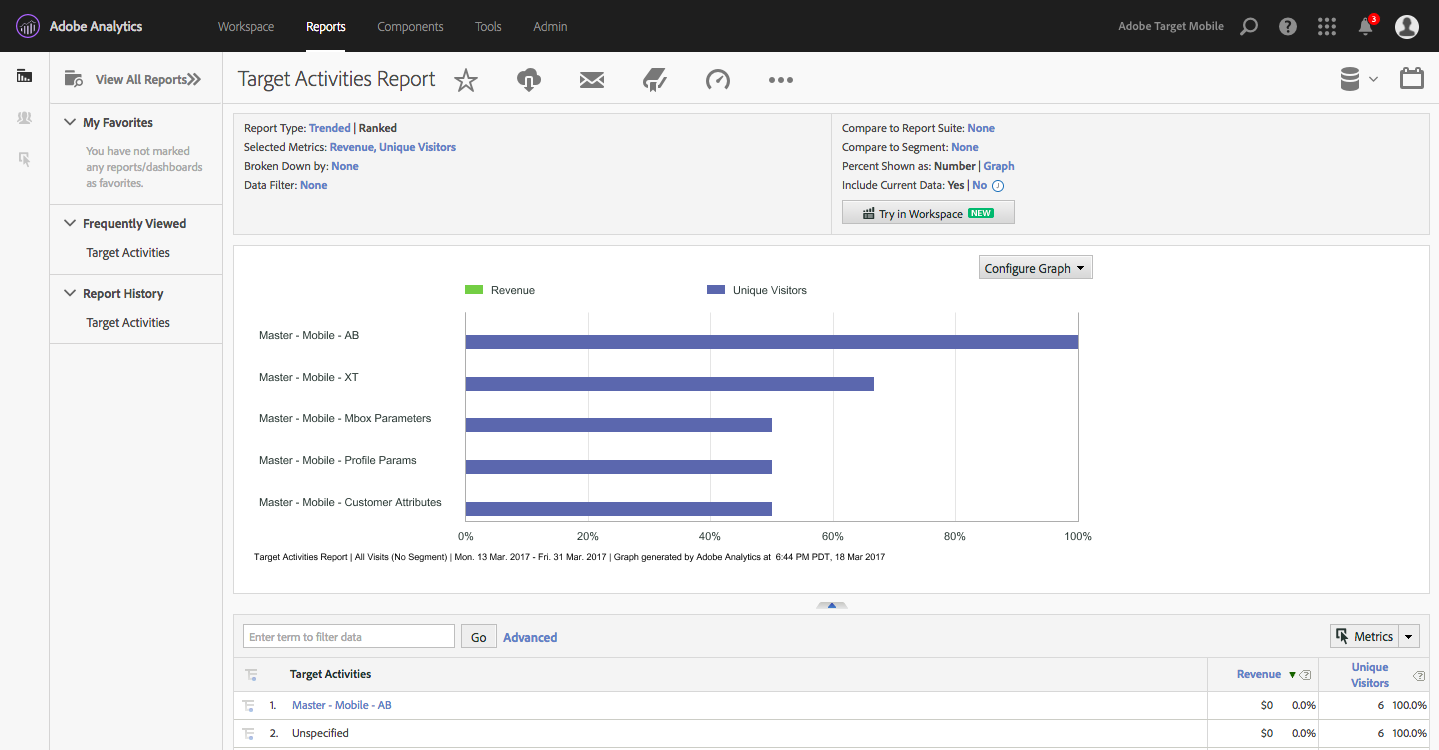 Adobe Analytics
Workspace Reports Components Tools Admin
Adobe Target Mobile
3
View All Reports
My Favorites
You have not marked
any reports/dashboards
as favorites.
Frequently Viewed
Target Activities
Report History
Target Activities
Target Activities Report
Report Type: Trended | Ranked
Selected Metrics: Revenue, Unique Visitors
Broken Down by: None
Data Filter: None
Compare to Report Suite: None
Compare to Segment: None
Percent Shown as: Number | Graph
Include Current Data: Yes | No
Try in Workspace NEW
Configure Graph
Revenue Unique Visitors
Master - Mobile - AB
Master - Mobile - XT
Master - Mobile - Mbox Parameters
Master - Mobile - Profile Params
Master - Mobile - Customer Attributes
0% 20% 40% 60% 80% 100%
Target Activities Report | All Visits (No Segment) | Mon. 13 Mar. 2017 - Fri. 31 Mar. 2017 | Graph generated by Adobe Analytics at 6:44 PM PDT, 18 Mar 2017
Enter term to filter data Go Advanced Metrics
Target Activities Revenue Unique
Visitors
1. Master - Mobile - AB $0 0.0% 6 100.0%
2. Unspecified $0 0.0% 6 100.0%